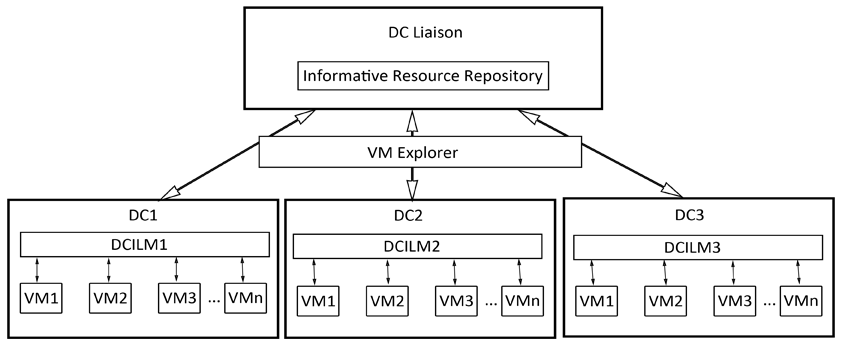 DC Liaison
Informative Resource Repository
VM Explorer
DC1
DCILM1
VM1 VM2 VM3 ... VMn
DC2
DCILM2
VM1 VM2 VM3 ... VMn
DC3
DCILM3
VM1 VM2 VM3 ... VMn